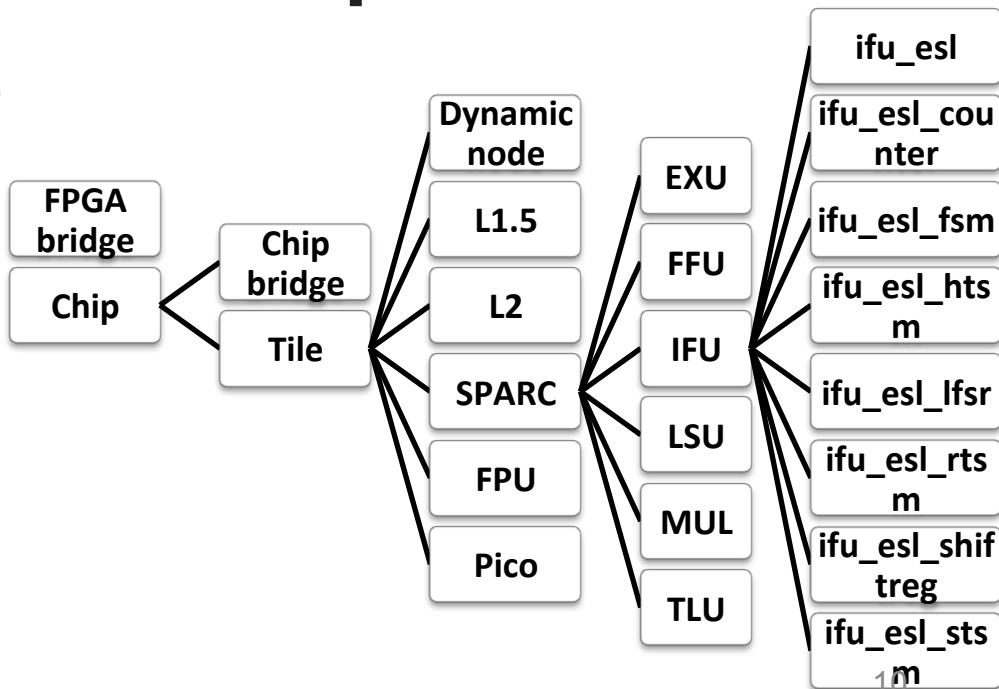 FPGA
bridge
Chip
Chip
bridge
Tile
Dynamic
node
L1.5
L2
SPARC
FPU
Pico
EXU
FFU
IFU
LSU
MUL
TLU
ifu_esl
ifu_esl_cou
nter
ifu_esl_fsm
ifu_esl_hts
m
ifu_esl_lfsr
ifu_esl_rts
m
ifu_esl_shif
treg
ifu_esl_sts
m
10